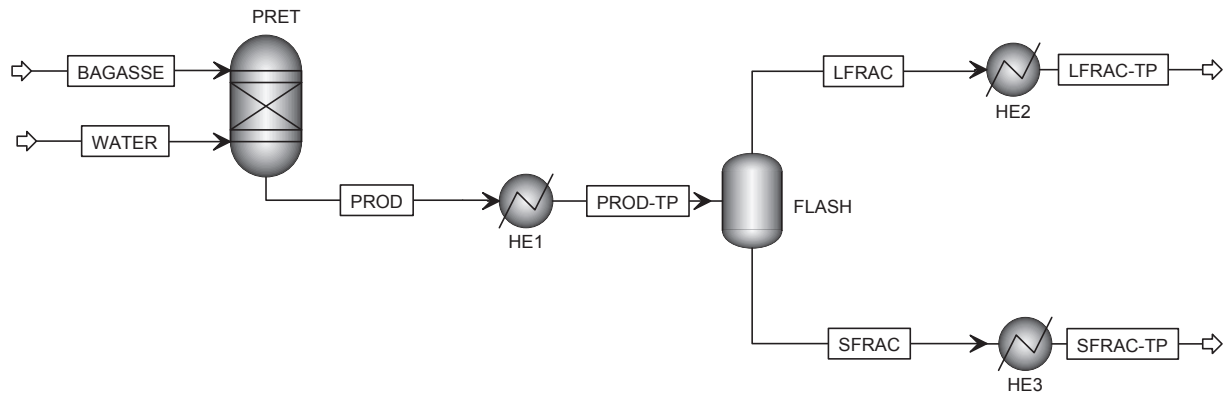 PRET
BAGASSE
WATER
PROD
HE1
PROD-TP
FLASH
LFRAC
HE2
LFRAC-TP
SFRAC
HE3
SFRAC-TP